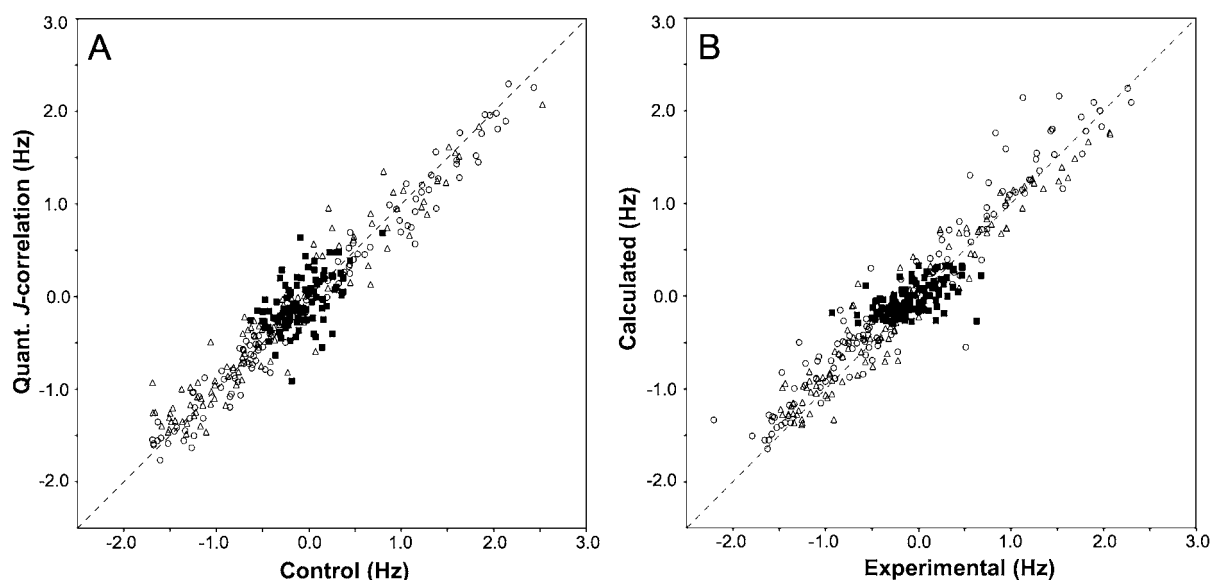 A
3.0
2.0
1.0
0.0
-1.0
-2.0
Quant. J-correlation (Hz)
-2.0 -1.0 0.0 1.0 2.0 3.0
Control (Hz)
B
3.0
2.0
1.0
0.0
-1.0
-2.0
Calculated (Hz)
-2.0 -1.0 0.0 1.0 2.0 3.0
Experimental (Hz)